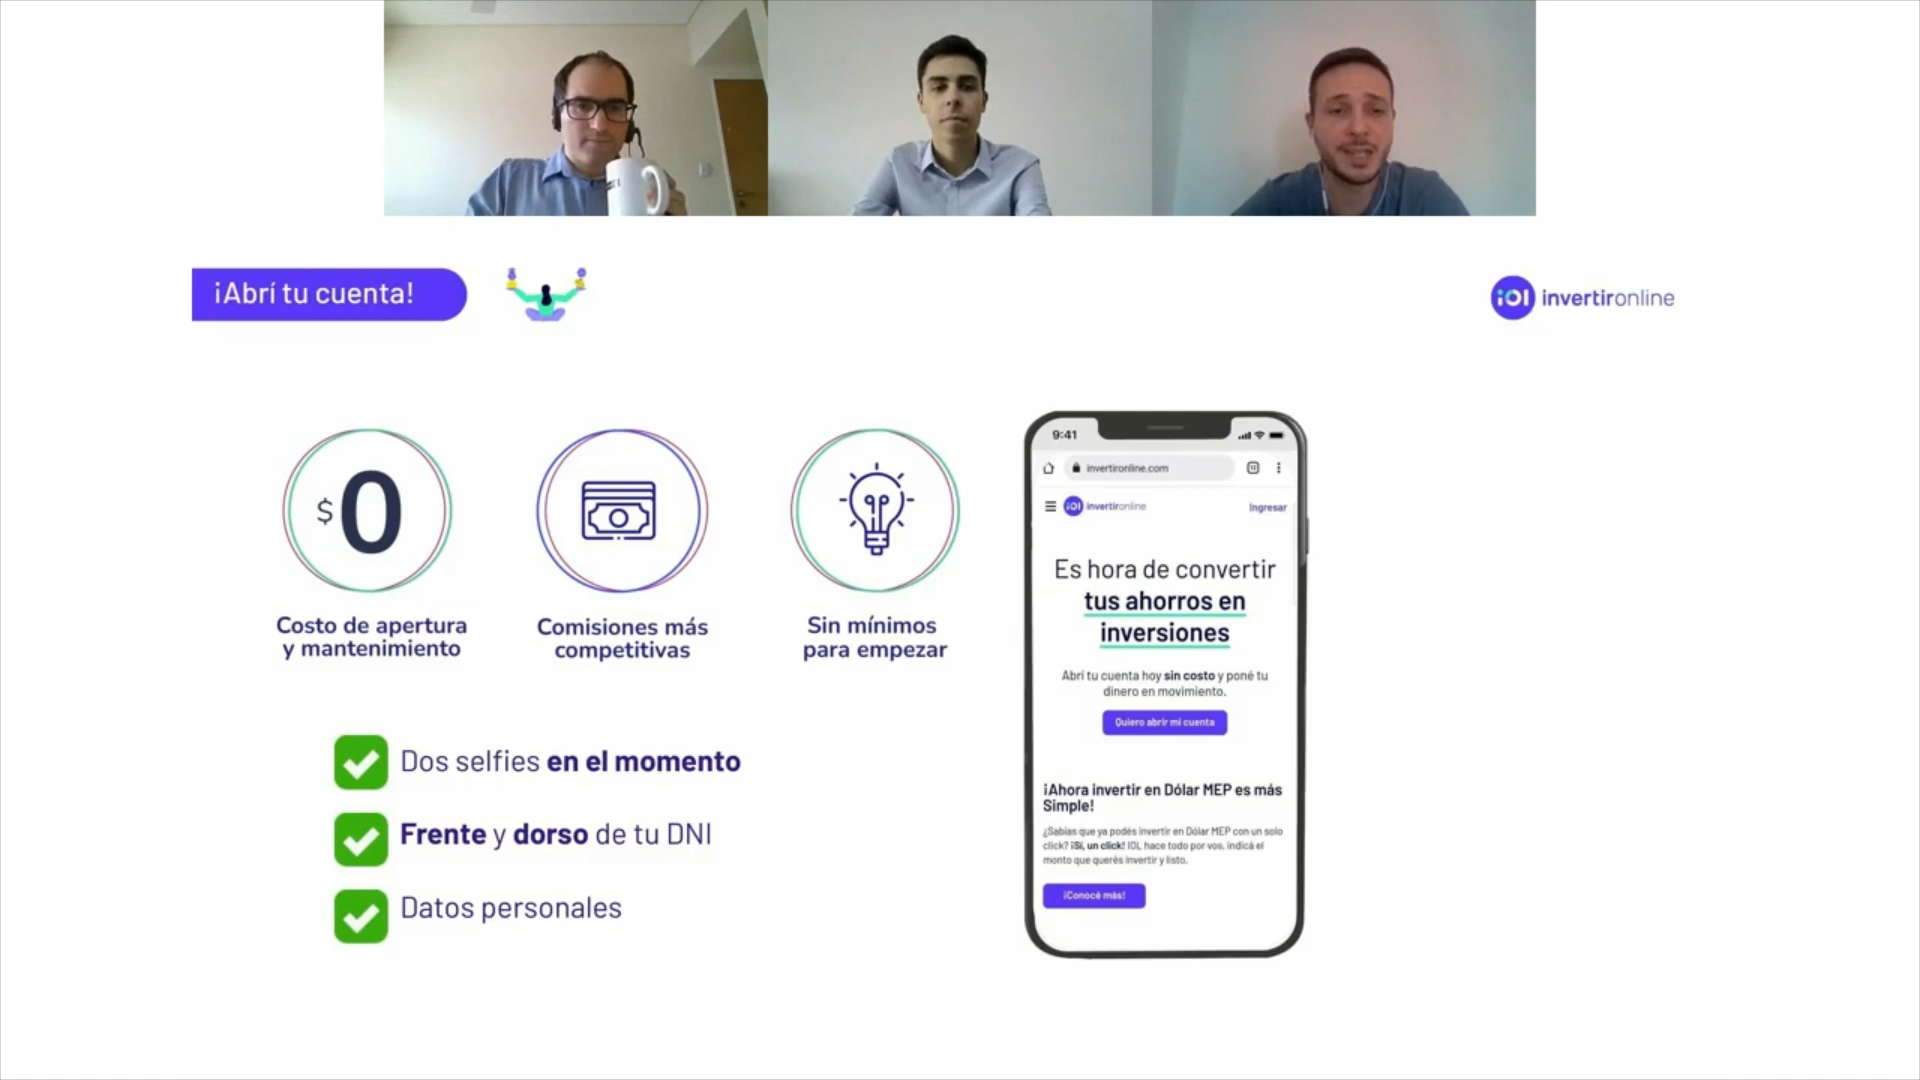 ¡Abrí tu cuenta!
iOl invertironline
$0
Costo de apertura
y mantenimiento
Comisiones más
competitivas
Sin mínimos
para empezar
Dos selfies en el momento
Frente y dorso de tu DNI
Datos personales
9:41
invertironline.com
iOl invertironline
Ingresar
Es hora de convertir
tus ahorros en
inversiones
Abrí tu cuenta hoy sin costo y poné tu
dinero en movimiento.
Quiero abrir mi cuenta
¡Ahora invertir en Dólar MEP es más
Simple!
¿Sabías que ya podés invertir en Dólar MEP con un solo
click? ¡Sí, un click! IOL hace todo por vos, indicá el
monto que querés invertir y listo.
¡Conocé más!